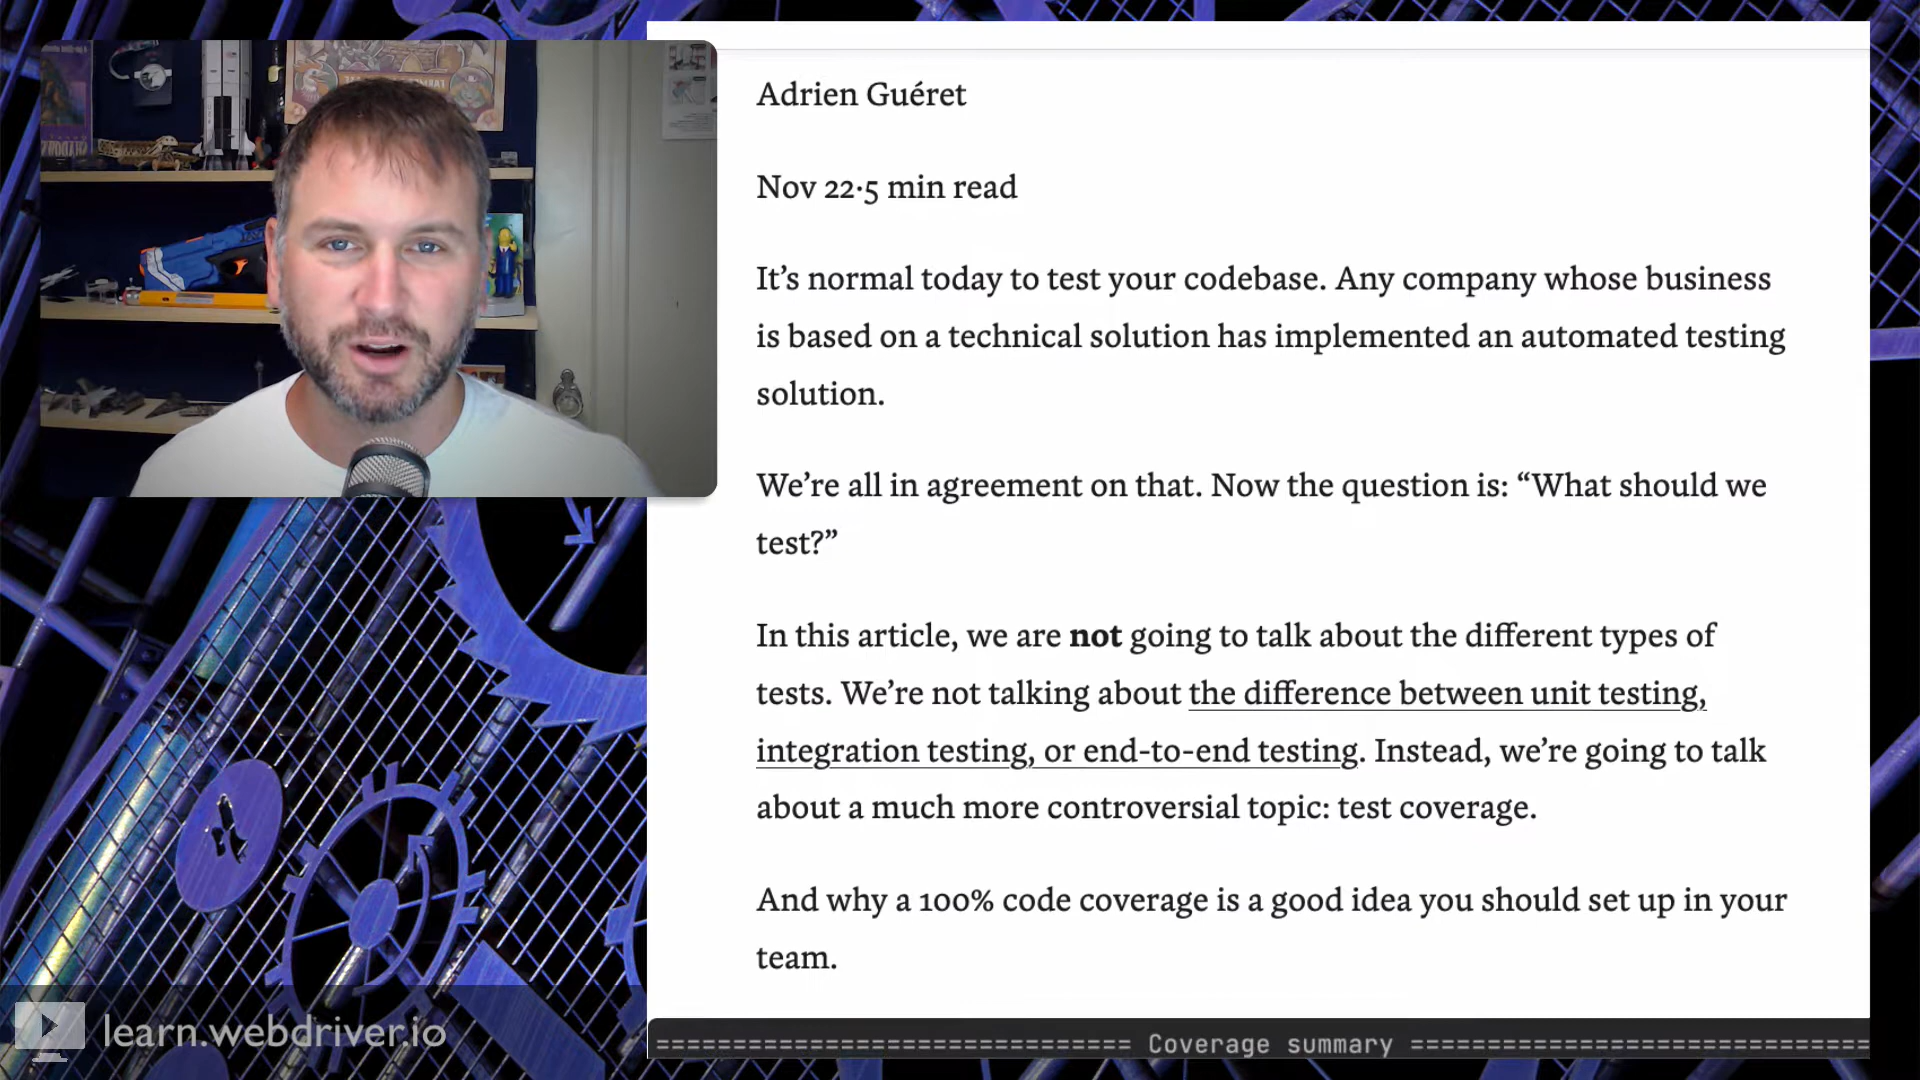 Adrien Guéret
Nov 22·5 min read
It’s normal today to test your codebase. Any company whose business
is based on a technical solution has implemented an automated testing
solution.
We’re all in agreement on that. Now the question is: “What should we
test?”
In this article, we are not going to talk about the different types of
tests. We’re not talking about the difference between unit testing,
integration testing, or end-to-end testing. Instead, we’re going to talk
about a much more controversial topic: test coverage.
And why a 100% code coverage is a good idea you should set up in your
team.
=============================== Coverage summary ==============================
learn.webdriver.io